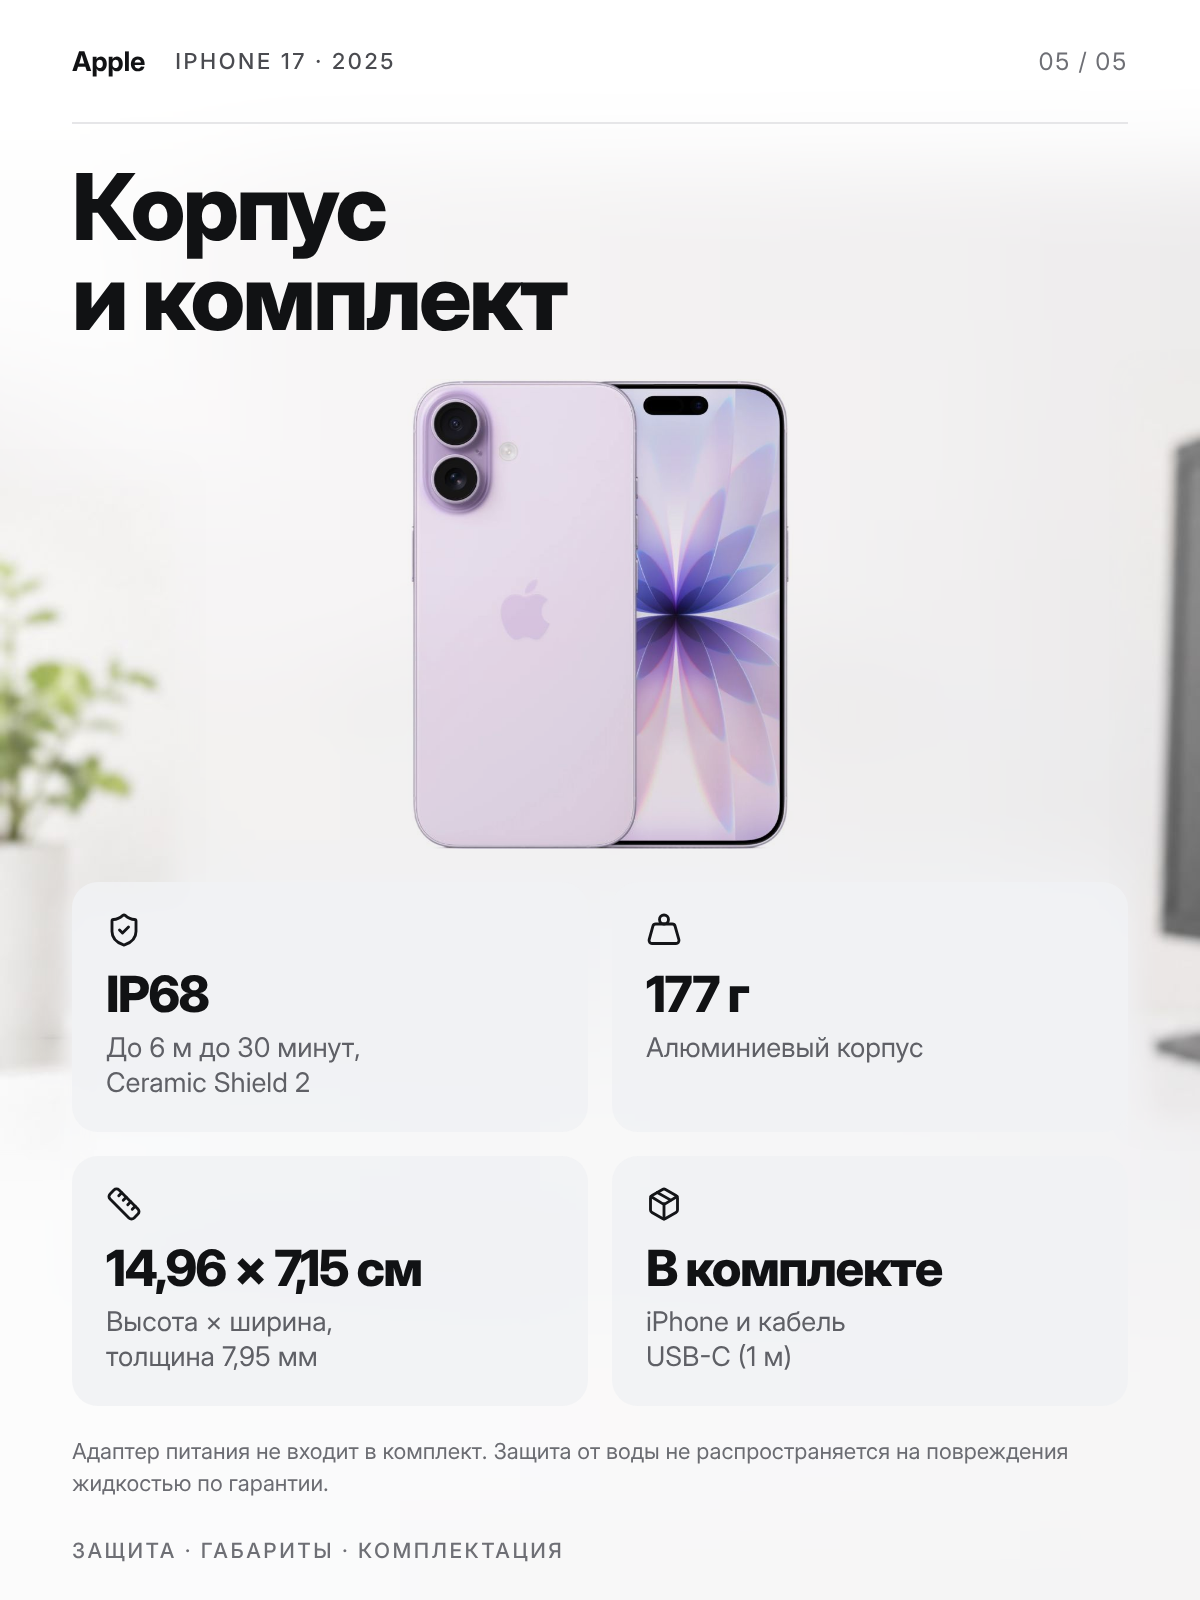 Apple IPHONE 17 · 2025 05 / 05
Корпус
и комплект
IP68
До 6 м до 30 минут,
Ceramic Shield 2
177 г
Алюминиевый корпус
14,96 × 7,15 см
Высота × ширина,
толщина 7,95 мм
В комплекте
iPhone и кабель
USB-C (1 м)
Адаптер питания не входит в комплект. Защита от воды не распространяется на повреждения
жидкостью по гарантии.
ЗАЩИТА · ГАБАРИТЫ · КОМПЛЕКТАЦИЯ